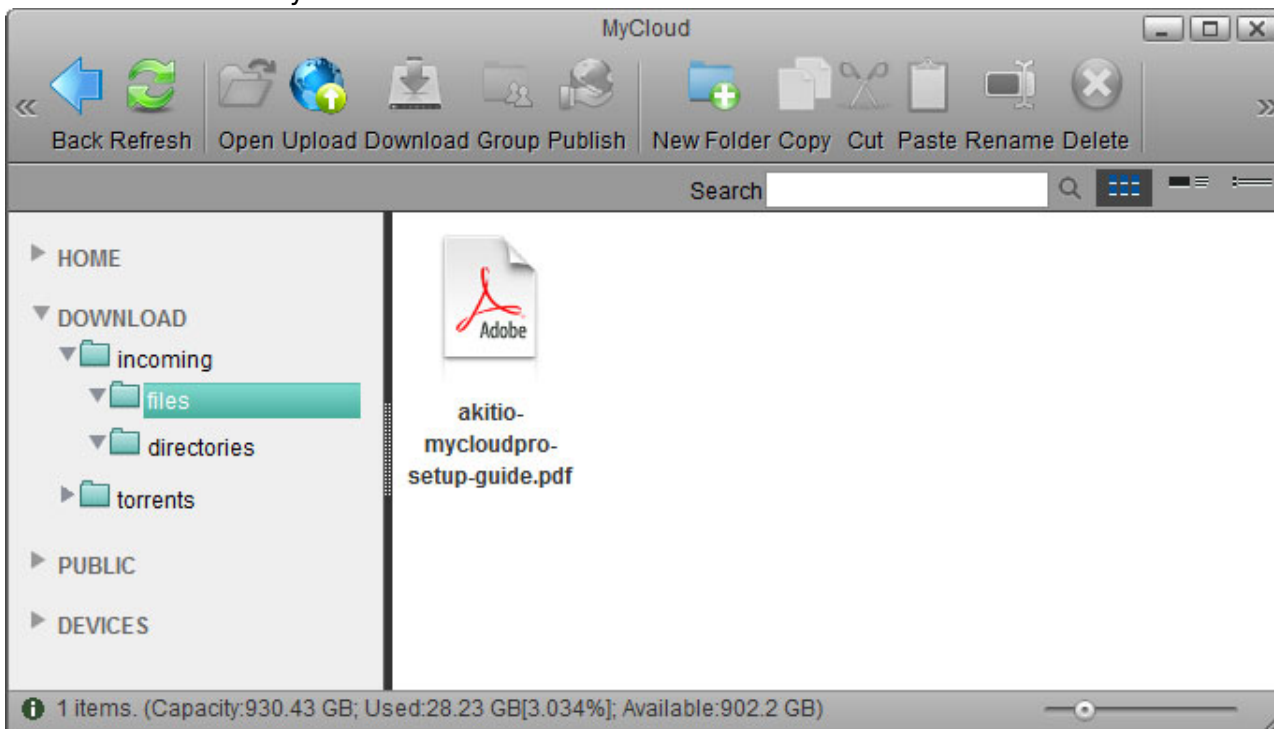 MyCloud
Back Refresh Open Upload Download Group Publish New Folder Copy Cut Paste Rename Delete
Search
HOME
DOWNLOAD
incoming
files
directories
torrents
PUBLIC
DEVICES
Adobe
akitio-
mycloudpro-
setup-guide.pdf
1 items. (Capacity:930.43 GB; Used:28.23 GB[3.034%]; Available:902.2 GB)